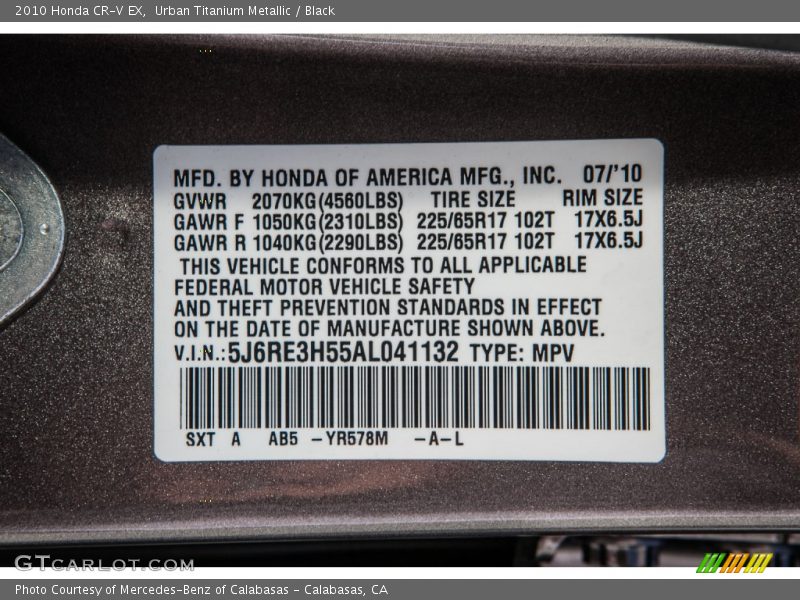 2010 Honda CR-V EX, Urban Titanium Metallic / Black
MFD. BY HONDA OF AMERICA MFG., INC. 07/'10
GVWR 2070KG(4560LBS) TIRE SIZE RIM SIZE
GAWR F 1050KG(2310LBS) 225/65R17 102T 17X6.5J
GAWR R 1040KG(2290LBS) 225/65R17 102T 17X6.5J
THIS VEHICLE CONFORMS TO ALL APPLICABLE
FEDERAL MOTOR VEHICLE SAFETY
AND THEFT PREVENTION STANDARDS IN EFFECT
ON THE DATE OF MANUFACTURE SHOWN ABOVE.
V.I.N.:5J6RE3H55AL041132 TYPE: MPV
SXT A AB5 -YR578M -A-L
GTCARLOT.COM
Photo Courtesy of Mercedes-Benz of Calabasas - Calabasas, CA